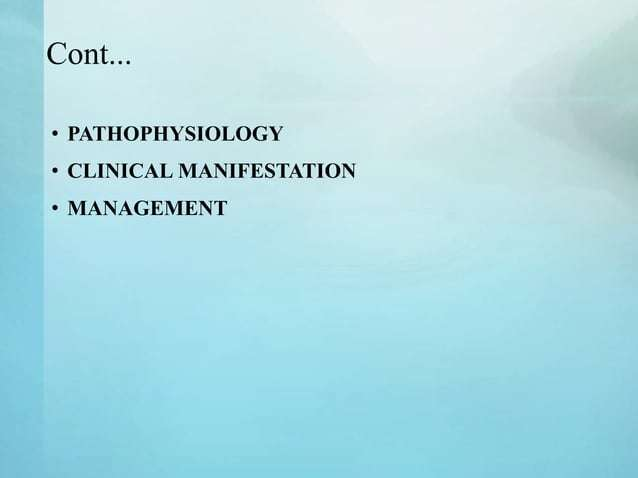 Cont...
• PATHOPHYSIOLOGY
• CLINICAL MANIFESTATION
• MANAGEMENT